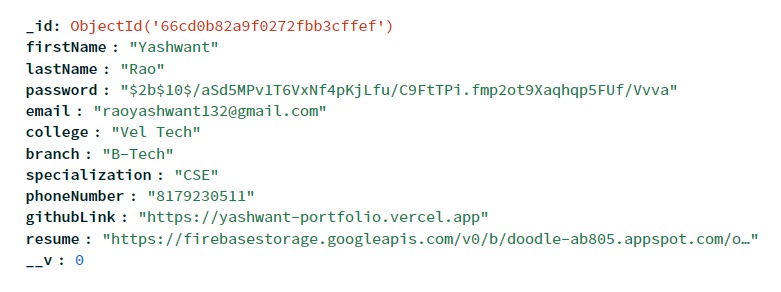 _id: ObjectId('66cd0b82a9f0272fbb3cffef')
firstName : "Yashwant"
lastName : "Rao"
password : "$2b$10$/aSd5MPv1T6VxNf4pKjLfu/C9FtTPi.fmp2ot9Xaqhqp5FUf/Vvva"
email : "raoyashwant132@gmail.com"
college : "Vel Tech"
branch : "B-Tech"
specialization : "CSE"
phoneNumber : "8179230511"
githubLink : "https://yashwant-portfolio.vercel.app"
resume : "https://firebasestorage.googleapis.com/v0/b/doodle-ab805.appspot.com/o…"
__v : 0